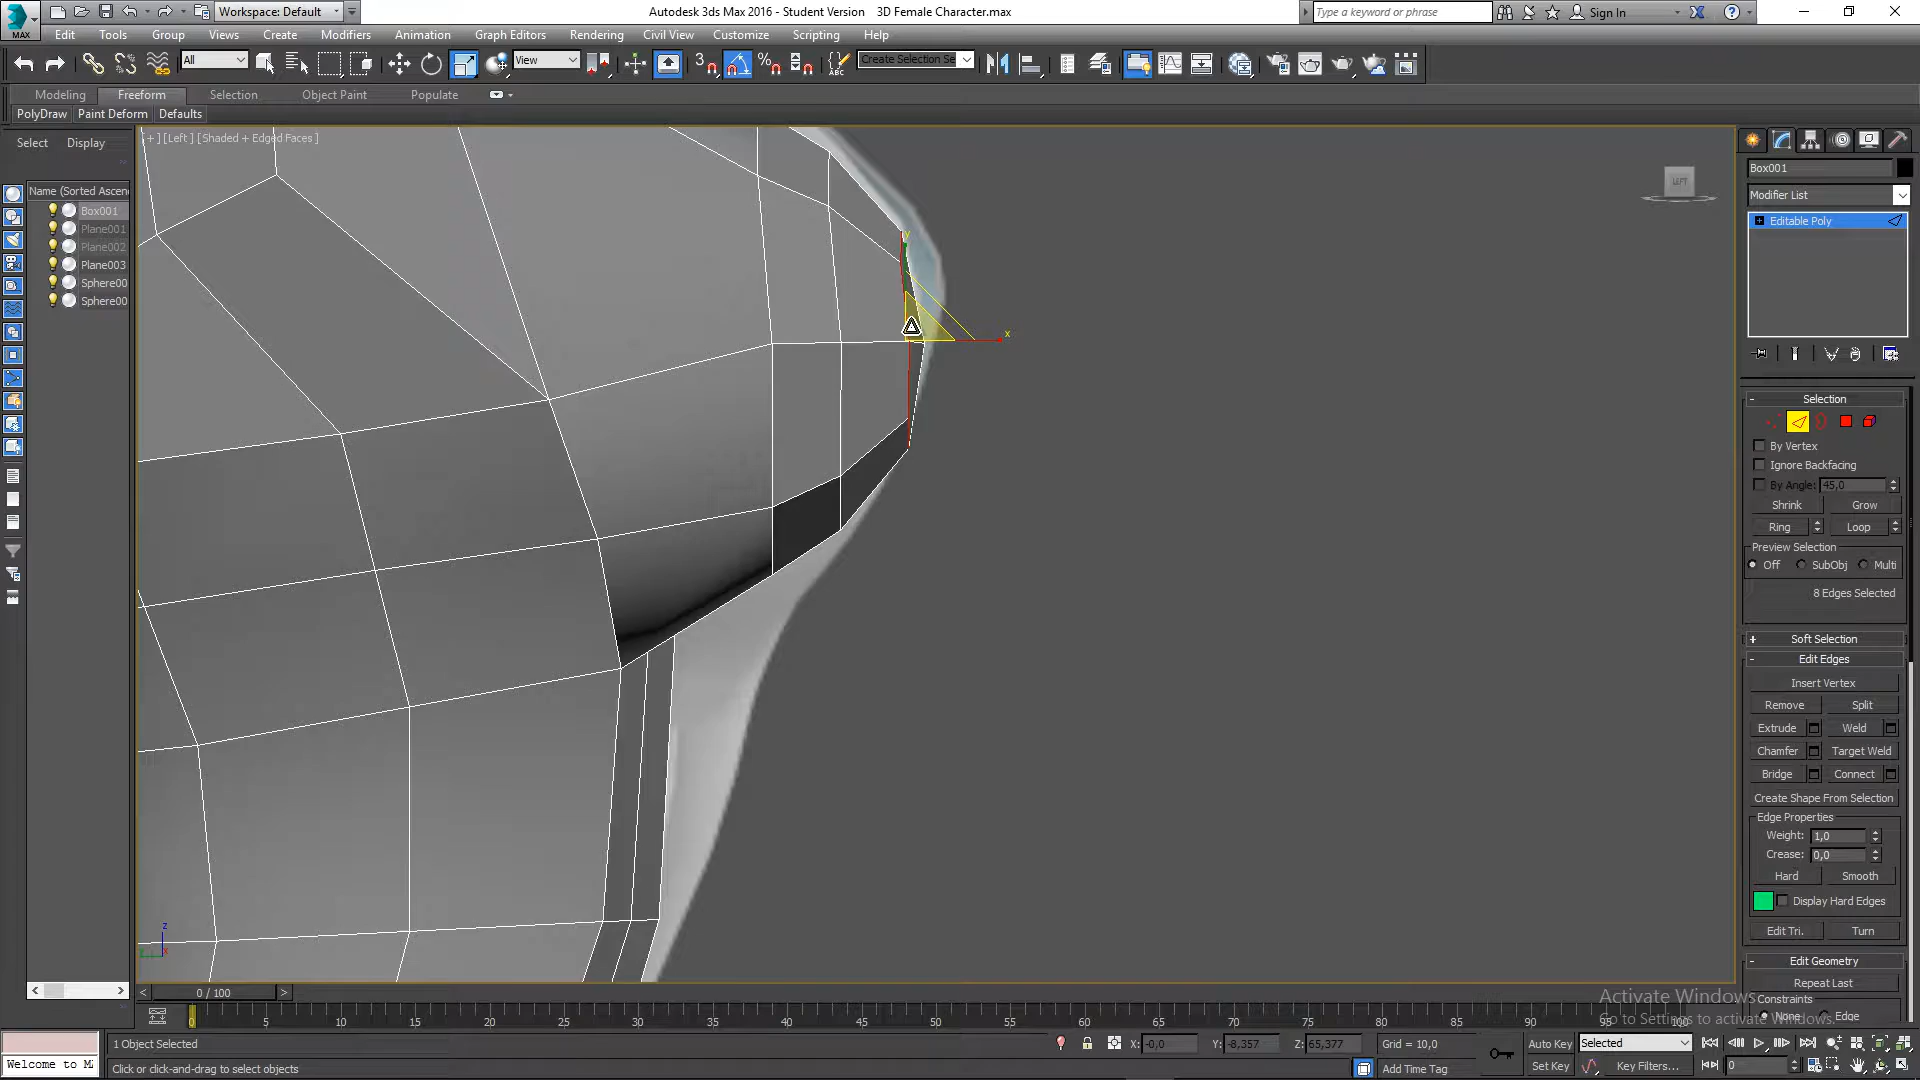 Workspace: Default
Autodesk 3ds Max 2016 - Student Version    3D Female Character.max
Type a keyword or phrase
Sign In
MAX
Edit Tools Group Views Create Modifiers Animation Graph Editors Rendering Civil View Customize Scripting Help
All
View
3
ABC
Create Selection Se
Modeling Freeform Selection Object Paint Populate
PolyDraw Paint Deform Defaults
Select Display
[+] [Left] [Shaded + Edged Faces]
Name (Sorted Ascen
Box001
Plane001
Plane002
Plane003
Sphere00
Sphere00
LEFT
y
x
z
x
Box001
Modifier List
Editable Poly
- Selection
By Vertex
Ignore Backfacing
By Angle: 45,0
Shrink Grow
Ring Loop
Preview Selection
Off SubObj Multi
8 Edges Selected
+ Soft Selection
- Edit Edges
Insert Vertex
Remove Split
Extrude Weld
Chamfer Target Weld
Bridge Connect
Create Shape From Selection
Edge Properties
Weight: 1,0
Crease: 0,0
Hard Smooth
Display Hard Edges
Edit Tri. Turn
- Edit Geometry
Repeat Last
Constraints
None Edge
Activate Windows
Go to Settings to activate Windows.
< 0 / 100 >
0 5 10 15 20 25 30 35 40 45 50 55 60 65 70 75 80 85 90 95 100
1 Object Selected
X: -0,0 Y: -8,357 Z: 65,377 Grid = 10,0
Auto Key Selected
Welcome to M
Click or click-and-drag to select objects
Add Time Tag
Set Key Key Filters... 0